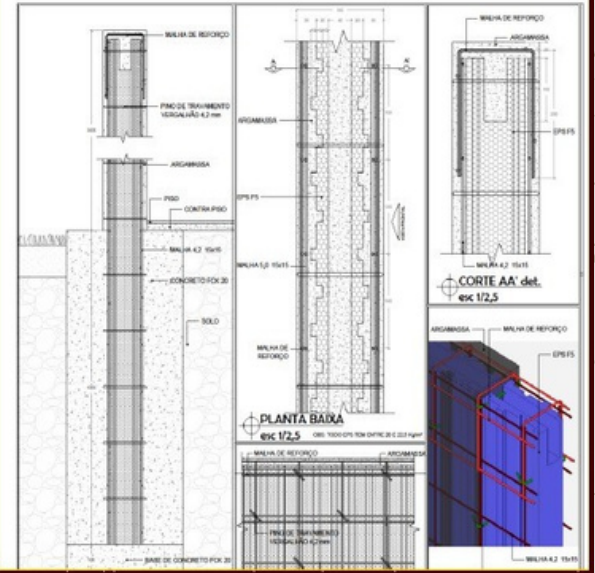 MALHA DE REFORÇO
PINO DE TRAVAMENTO
VERGALHÃO 4,2 mm
ARGAMASSA
PISO
CONTRA PISO
MALHA 4,2 15x15
CONCRETO FCK 20
SOLO
BASE DE CONCRETO FCK 20
A
ARGAMASSA
EPS F5
MALHA 5,0 15x15
MALHA DE
REFORÇO
PLANTA BAIXA
esc 1/2,5
MALHA DE REFORÇO
ARGAMASSA
PINO DE TRAVAMENTO
VERGALHÃO 4,2 mm
MALHA DE REFORÇO
ARGAMASSA
EPS F5
MALHA 4,2 15x15
CORTE AA' det.
esc 1/2,5
ARGAMASSA
MALHA DE REFORÇO
EPS F5
MALHA 4,2 15x15